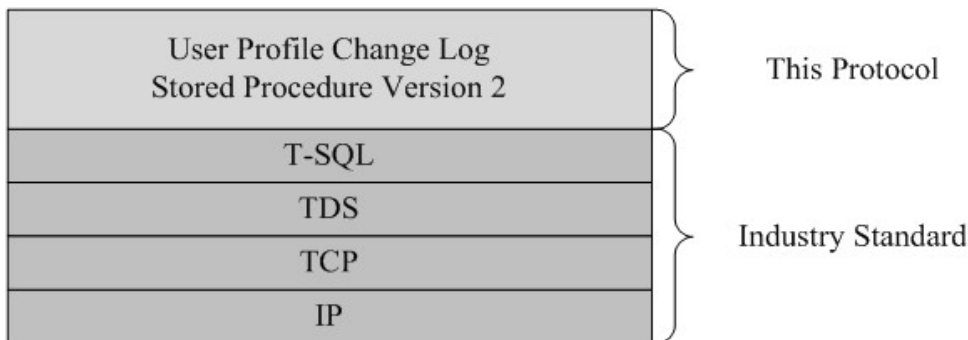 User Profile Change Log
Stored Procedure Version 2
This Protocol
T-SQL
TDS
TCP
IP
Industry Standard